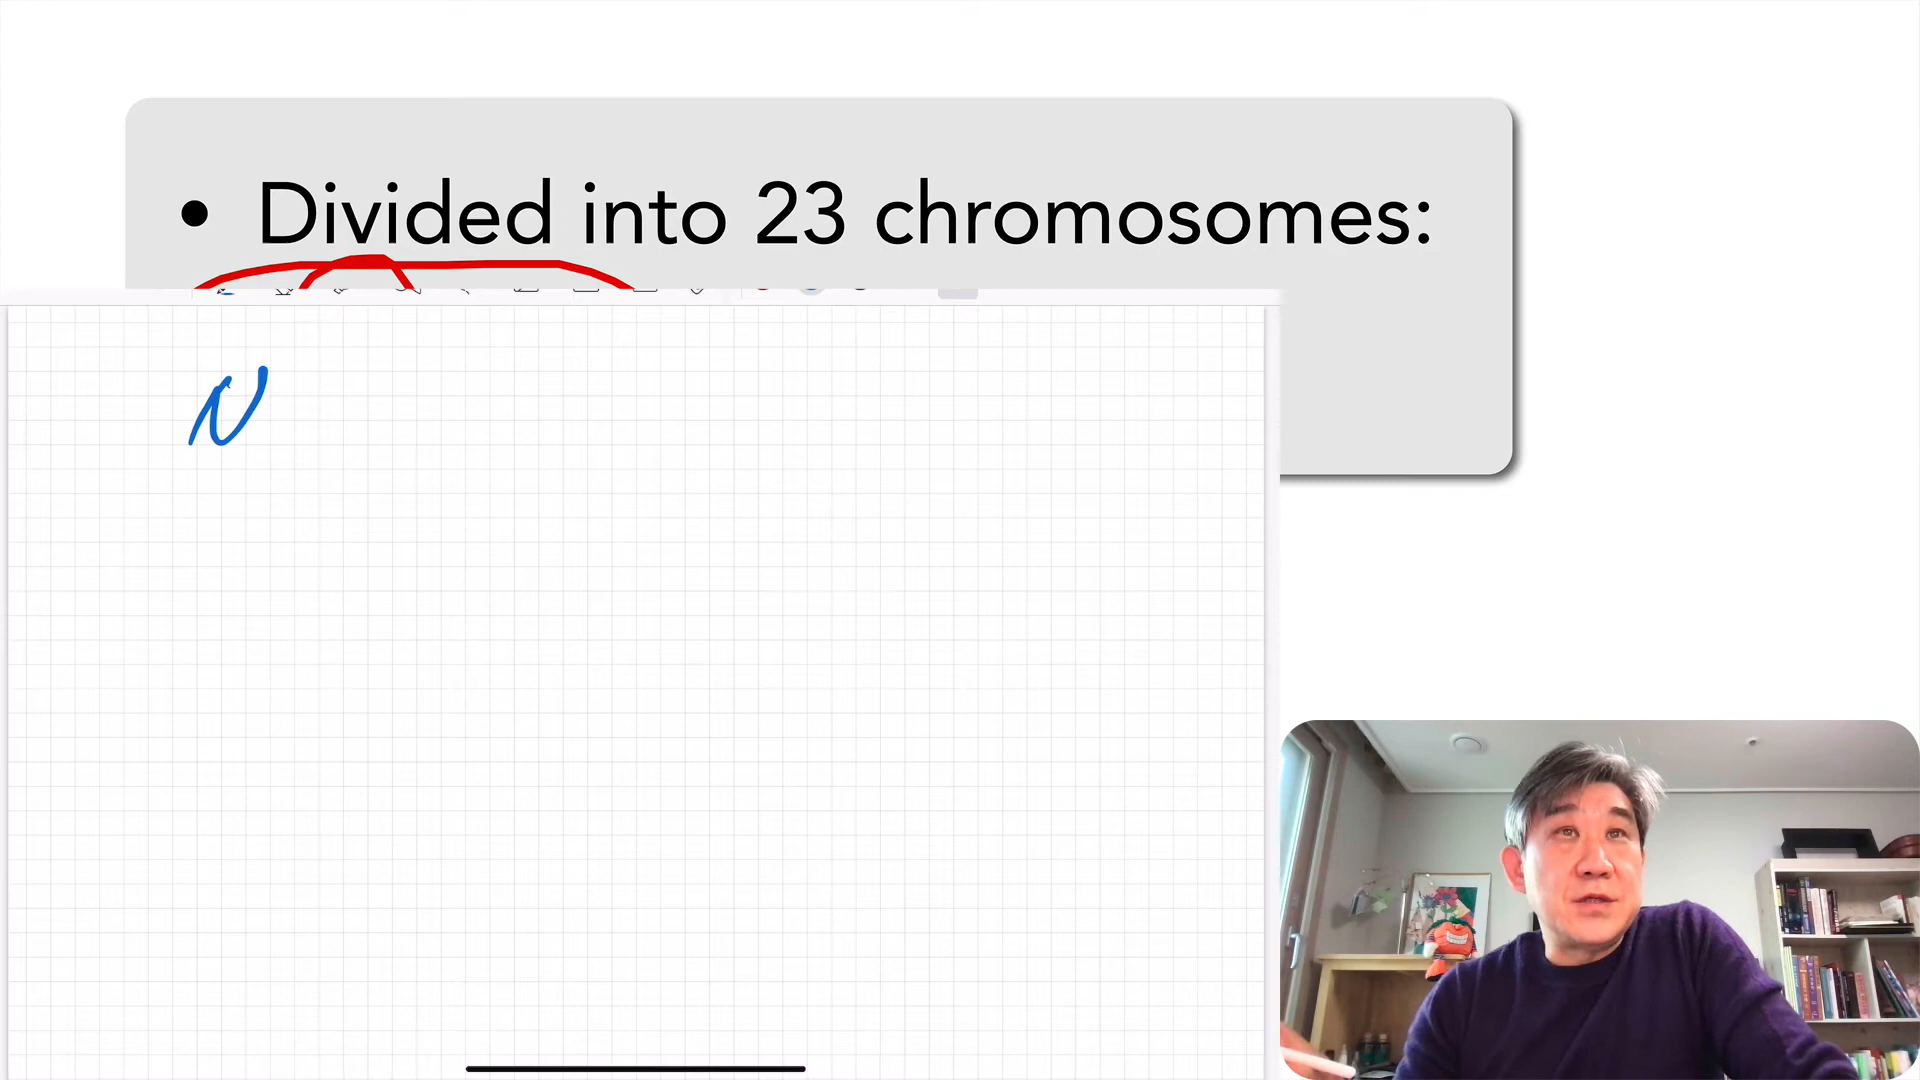 • Divided into 23 chromosomes:
N